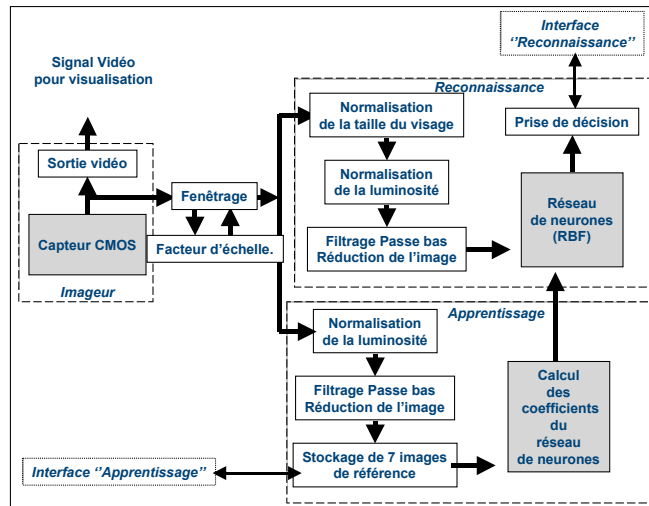 Signal Vidéo
pour visualisation
Sortie vidéo
Capteur CMOS
Imageur
Fenêtrage
Facteur d'échelle.
Interface
''Reconnaissance''
Reconnaissance
Normalisation
de la taille du visage
Normalisation
de la luminosité
Filtrage Passe bas
Réduction de l'image
Prise de décision
Réseau
de neurones
(RBF)
Apprentissage
Normalisation
de la luminosité
Filtrage Passe bas
Réduction de l'image
Stockage de 7 images
de référence
Calcul
des
coefficients
du
réseau
de neurones
Interface ''Apprentissage''